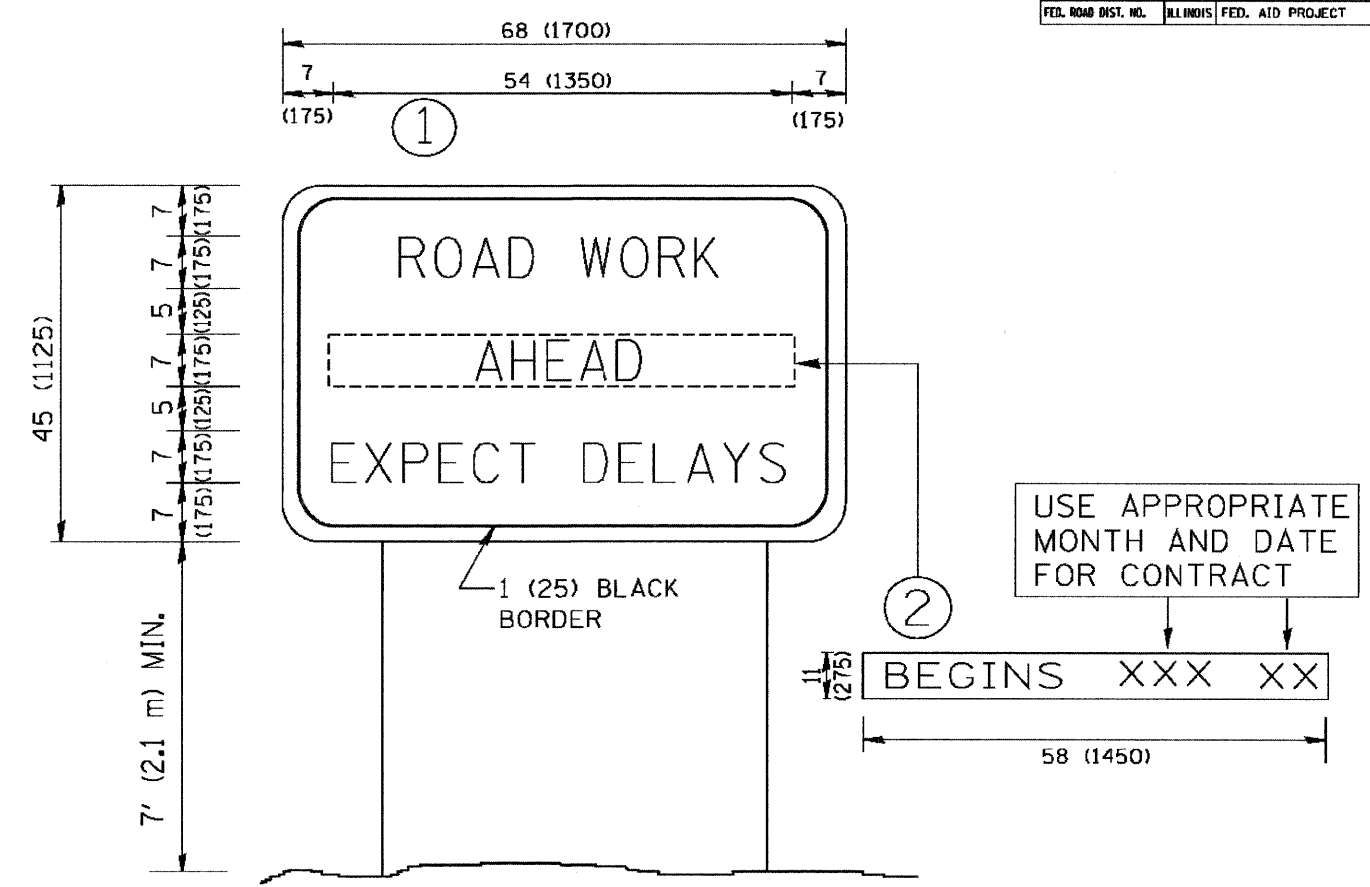 FED. ROAD DIST. NO. ILLINOIS FED. AID PROJECT
68 (1700)
7 54 (1350) 7
(175) (175)
1
7 (175)
7 (175)
5 (125)
7 (175)
5 (125)
7 (175)
7 (175)
45 (1125)
ROAD WORK
AHEAD
EXPECT DELAYS
1 (25) BLACK
BORDER
7' (2.1 m) MIN.
USE APPROPRIATE
MONTH AND DATE
FOR CONTRACT
2
11
(275)
BEGINS XXX XX
58 (1450)